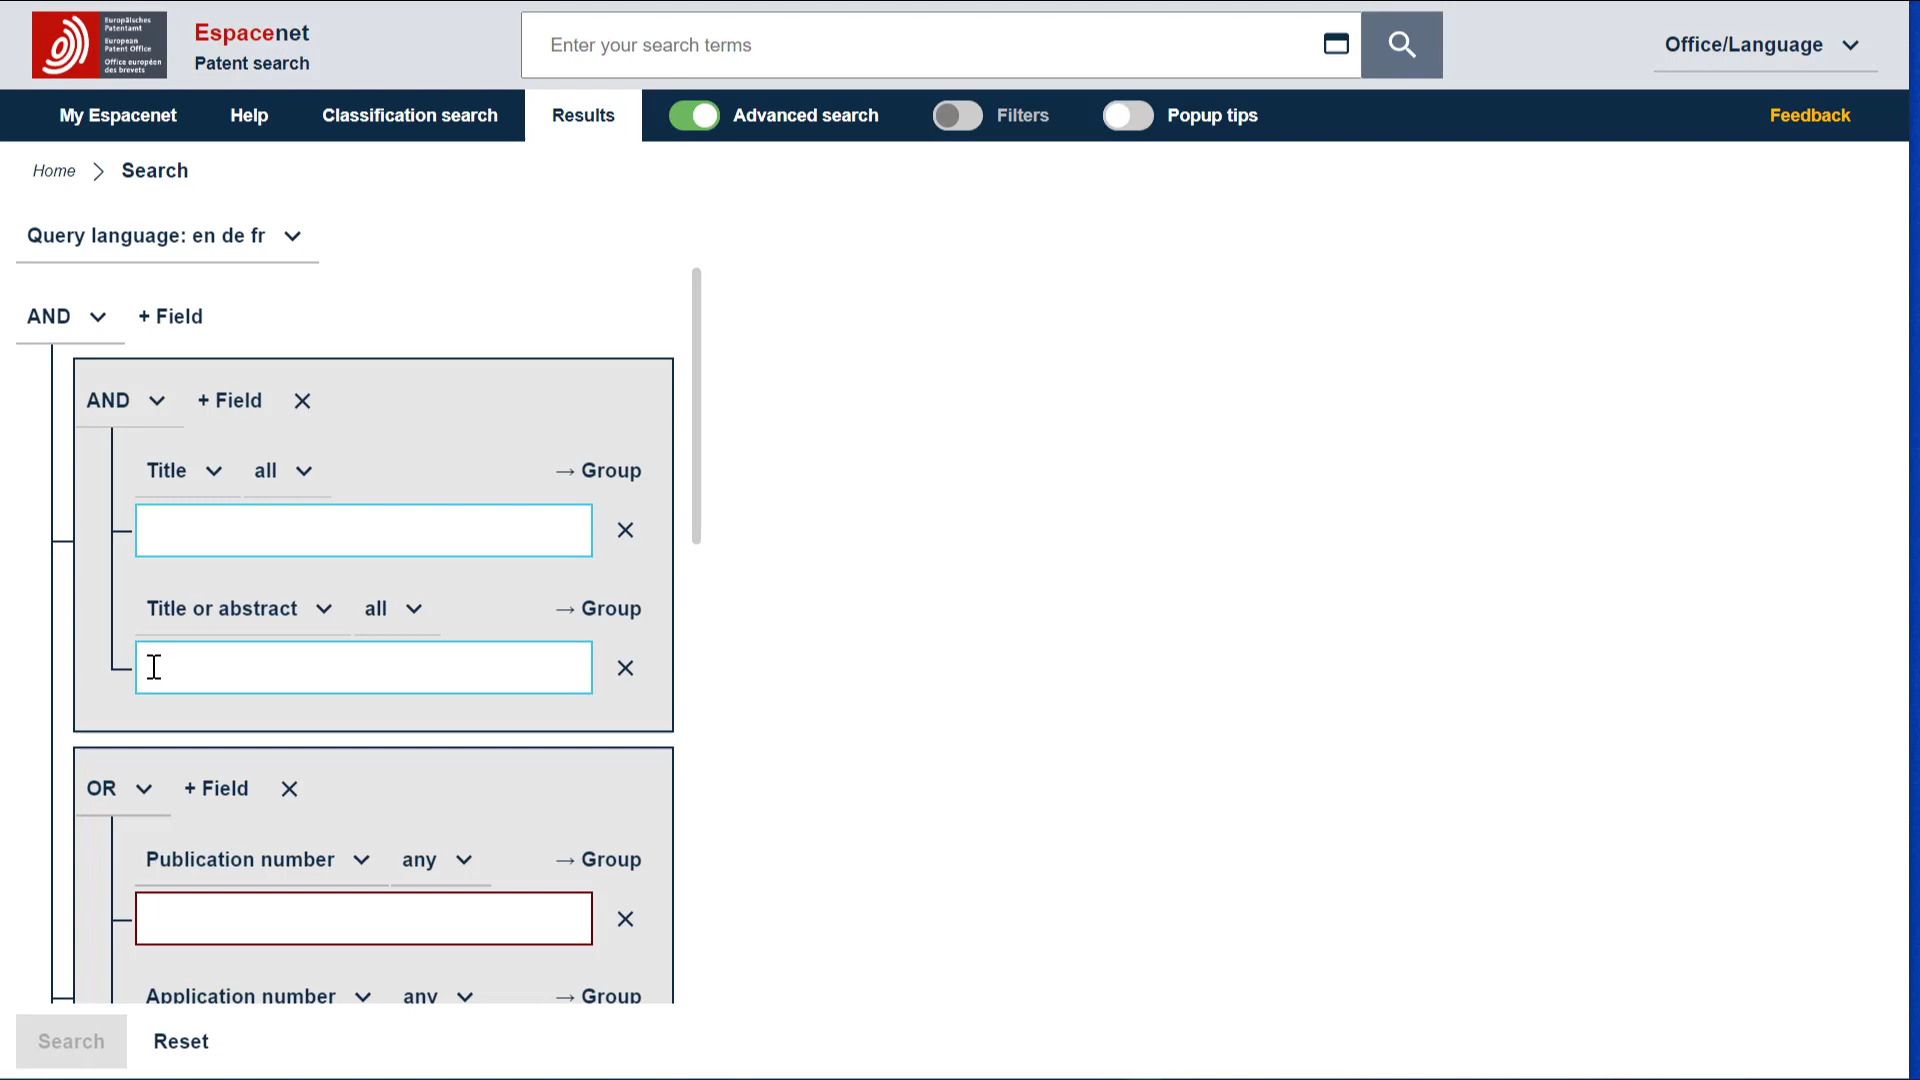 Europäisches
Patentamt
European
Patent Office
Office européen
des brevets
Espacenet
Patent search
Enter your search terms
Office/Language
My Espacenet
Help
Classification search
Results
Advanced search
Filters
Popup tips
Feedback
Home
Search
Query language: en de fr
AND
+ Field
AND
+ Field
Title
all
→ Group
Title or abstract
all
→ Group
OR
+ Field
Publication number
any
→ Group
Application number
any
→ Group
Search
Reset